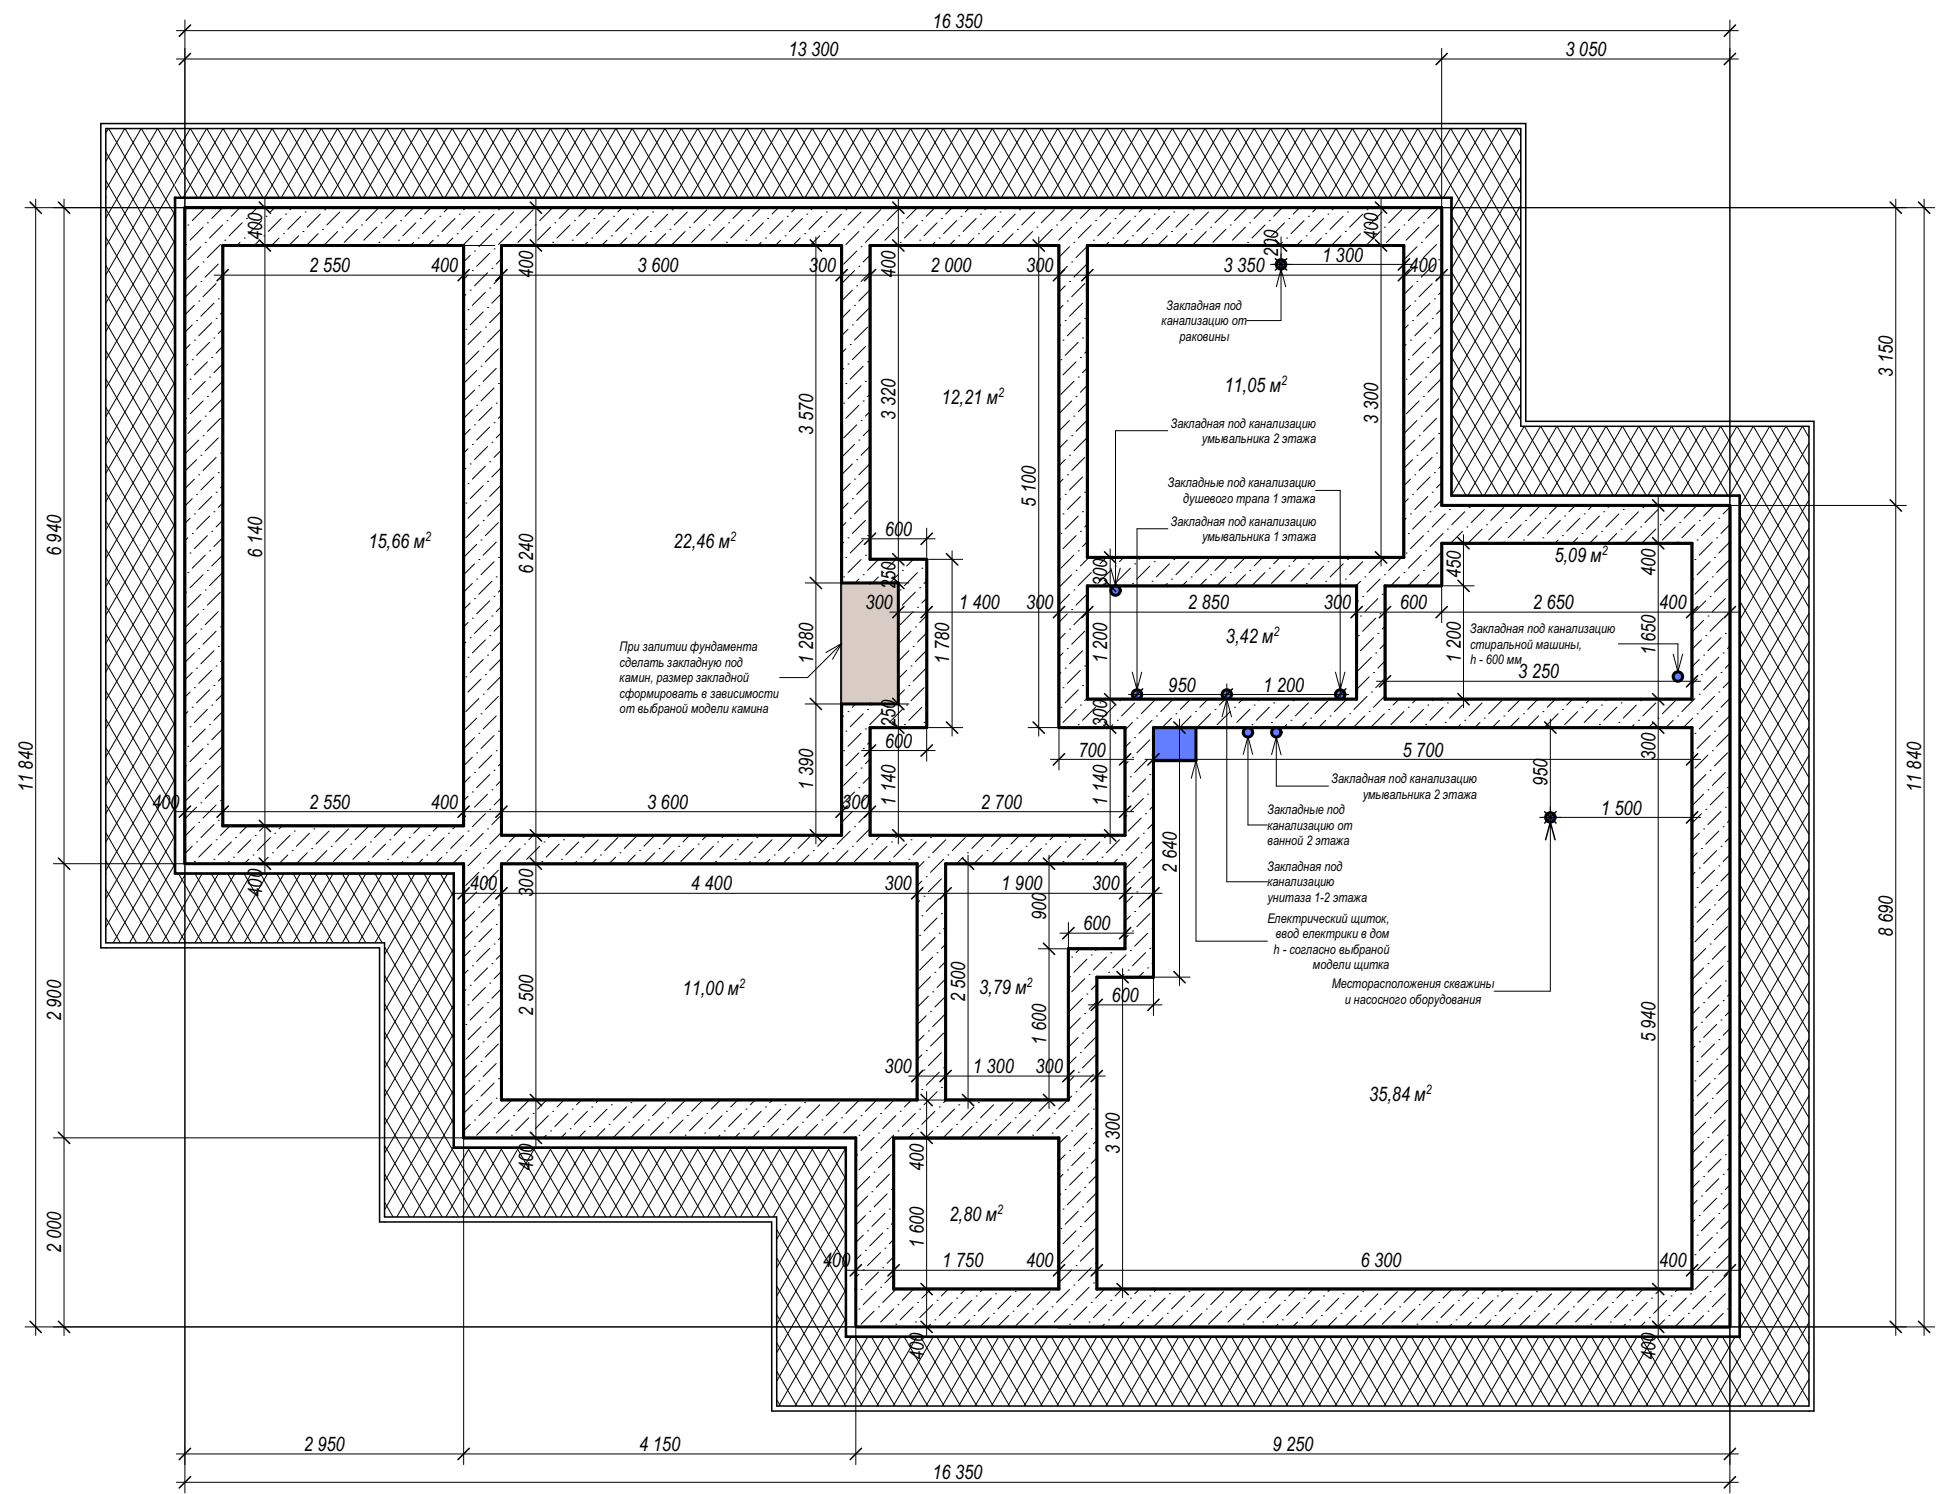 16 350
13 300
3 050
400
400
200
1 300
2 550
400
400
3 600
300
400
2 000
300
3 350
400
Закладная под
канализацию от
раковины
3 150
11,05 м²
12,21 м²
3 570
3 320
3 300
Закладная под канализацию
умывальника 2 этажа
5 100
Закладные под канализацию
душевого трапа 1 этажа
Закладная под канализацию
умывальника 1 этажа
6 940
6 140
15,66 м²
22,46 м²
6 240
600
250
300
450
5,09 м²
400
300
1 400
300
2 850
300
600
2 650
400
При залитии фундамента
сделать закладную под
камин, размер закладной
сформировать в зависимости
от выбраной модели камина
1 280
1 780
1 200
3,42 м²
1 200
Закладная под канализацию
стиральной машины,
h - 600 мм
1 650
3 250
950
1 200
250
300
300
600
700
5 700
11 840
1 390
1 140
1 140
950
11 840
Закладная под канализацию
умывальника 2 этажа
400
2 550
400
3 600
300
2 700
1 500
Закладные под
канализацию от
ванной 2 этажа
2 640
Закладная под
канализацию
унитаза 1-2 этажа
400
400
300
4 400
300
1 900
300
900
600
8 690
Електрический щиток,
ввод електрики в дом
h - согласно выбраной
модели щитка
Месторасположения скважины
и насосного оборудования
2 900
2 500
11,00 м²
2 500
3,79 м²
600
1 600
5 940
300
1 300
300
35,84 м²
3 300
400
400
2 000
1 600
2,80 м²
400
1 750
400
6 300
400
400
400
2 950
4 150
9 250
16 350